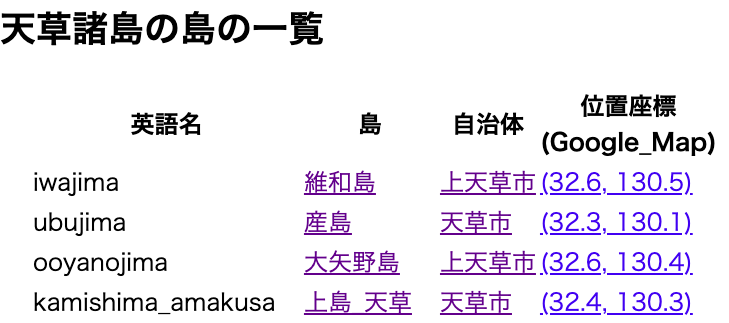 天草諸島の島の一覧
英語名 島 自治体 位置座標
(Google_Map)
iwajima 維和島 上天草市 (32.6, 130.5)
ubujima 産島 天草市 (32.3, 130.1)
ooyanojima 大矢野島 上天草市 (32.6, 130.4)
kamishima_amakusa 上島_天草 天草市 (32.4, 130.3)